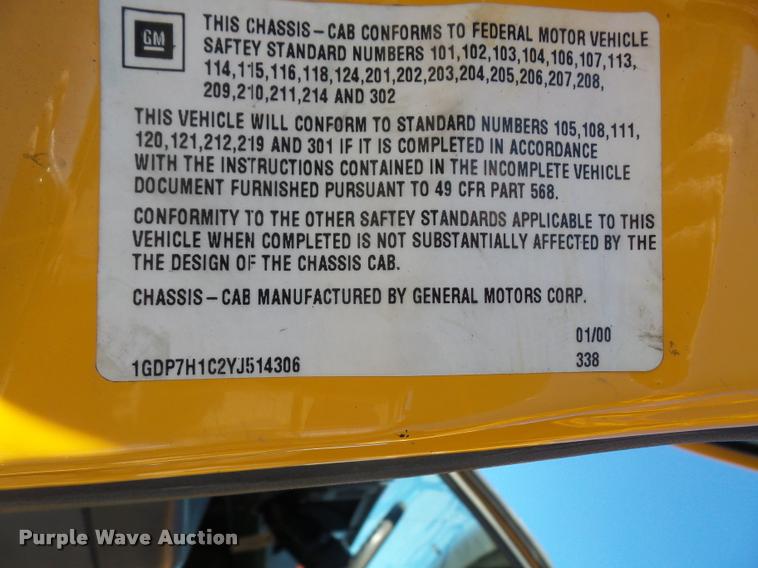 GM
THIS CHASSIS-CAB CONFORMS TO FEDERAL MOTOR VEHICLE
SAFTEY STANDARD NUMBERS 101,102,103,104,106,107,113,
114,115,116,118,124,201,202,203,204,205,206,207,208,
209,210,211,214 AND 302
THIS VEHICLE WILL CONFORM TO STANDARD NUMBERS 105,108,111,
120,121,212,219 AND 301 IF IT IS COMPLETED IN ACCORDANCE
WITH THE INSTRUCTIONS CONTAINED IN THE INCOMPLETE VEHICLE
DOCUMENT FURNISHED PURSUANT TO 49 CFR PART 568.
CONFORMITY TO THE OTHER SAFTEY STANDARDS APPLICABLE TO THIS
VEHICLE WHEN COMPLETED IS NOT SUBSTANTIALLY AFFECTED BY THE
THE DESIGN OF THE CHASSIS CAB.
CHASSIS-CAB MANUFACTURED BY GENERAL MOTORS CORP.
01/00
1GDP7H1C2YJ514306 338
Purple Wave Auction